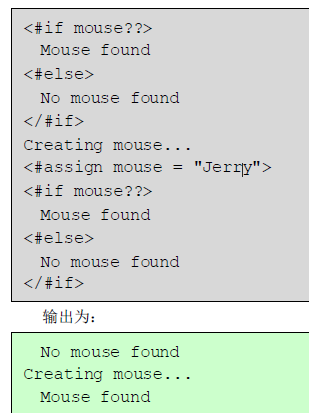 <#if mouse??>
  Mouse found
<#else>
  No mouse found
</#if>
Creating mouse...
<#assign mouse = "Jerry">
<#if mouse??>
  Mouse found
<#else>
  No mouse found
</#if>
输出为：
  No mouse found
Creating mouse...
  Mouse found